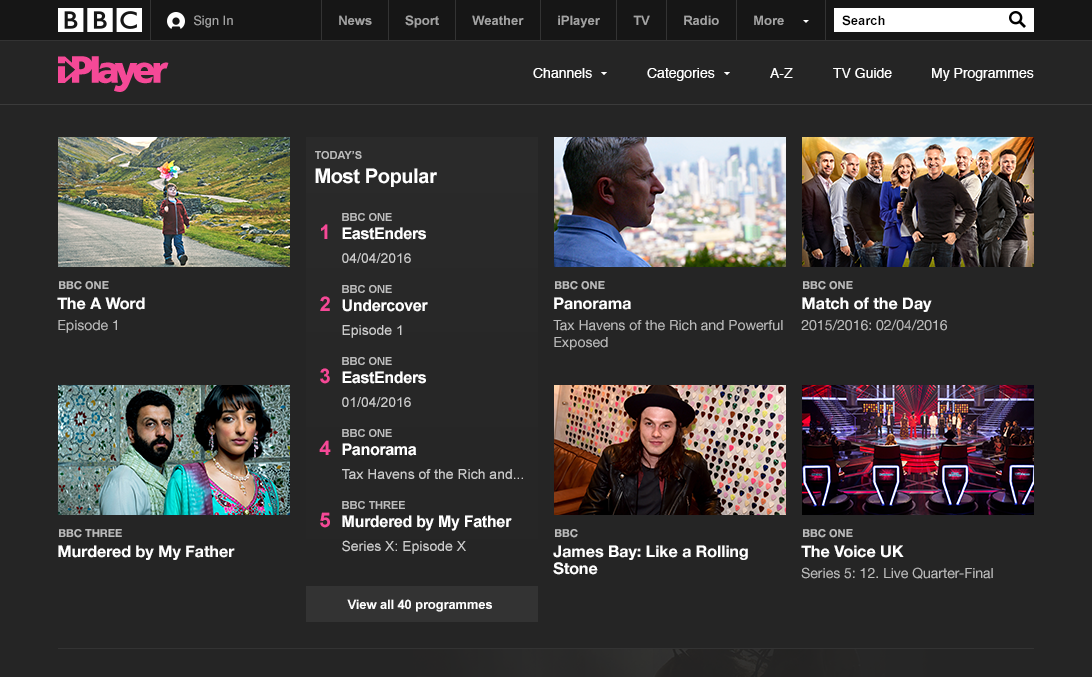 BBC
Sign In
News
Sport
Weather
iPlayer
TV
Radio
More
Search
iPlayer
Channels
Categories
A-Z
TV Guide
My Programmes
BBC ONE
The A Word
Episode 1
TODAY'S
Most Popular
1
BBC ONE
EastEnders
04/04/2016
2
BBC ONE
Undercover
Episode 1
3
BBC ONE
EastEnders
01/04/2016
4
BBC ONE
Panorama
Tax Havens of the Rich and...
5
BBC THREE
Murdered by My Father
Series X: Episode X
View all 40 programmes
BBC ONE
Panorama
Tax Havens of the Rich and Powerful
Exposed
BBC ONE
Match of the Day
2015/2016: 02/04/2016
BBC THREE
Murdered by My Father
BBC
James Bay: Like a Rolling
Stone
BBC ONE
The Voice UK
Series 5: 12. Live Quarter-Final